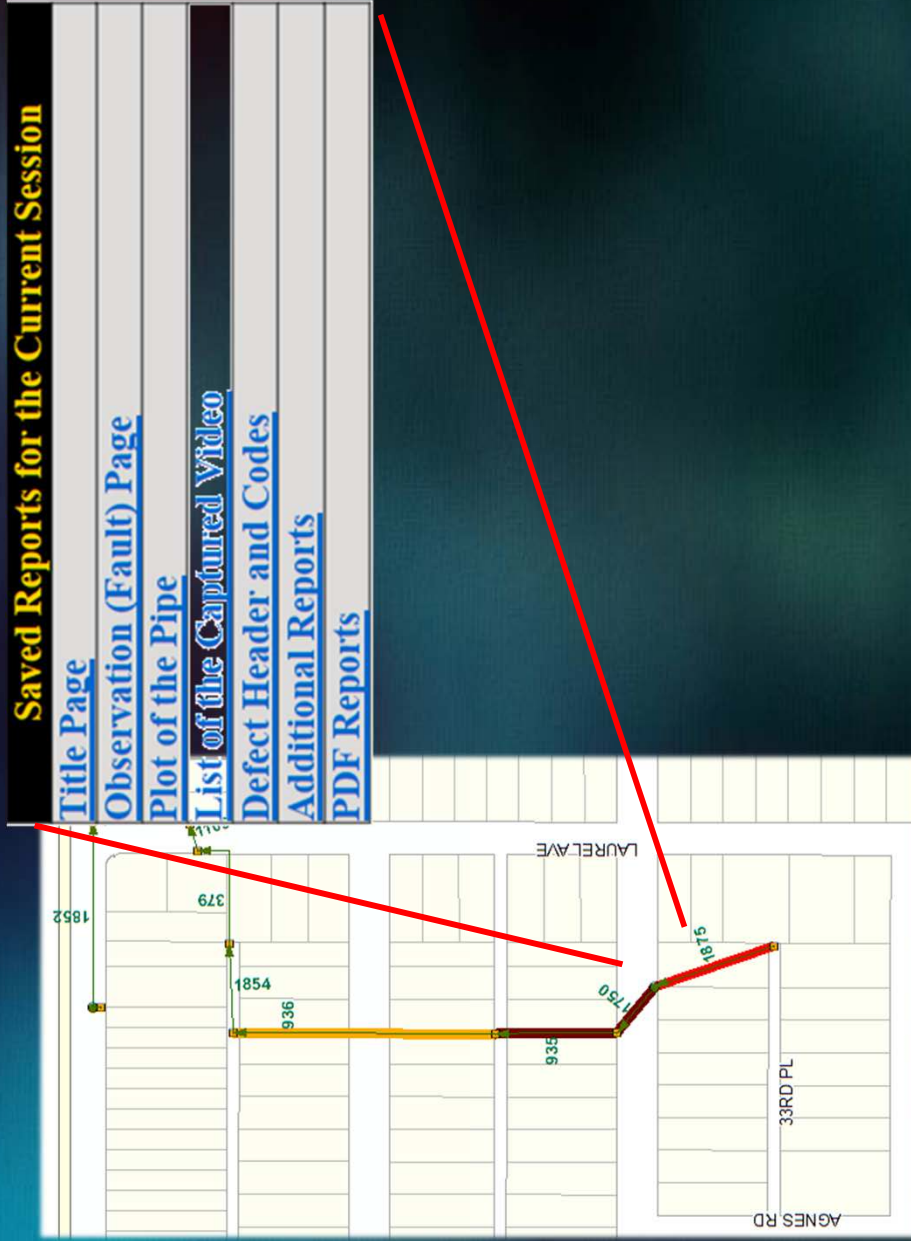 Saved Reports for the Current Session
Title Page
Observation (Fault) Page
Plot of the Pipe
List of the Captured Video
Defect Header and Codes
Additional Reports
PDF Reports
1852
379
1854
936
935
1750
1875
LAUREL AVE
33RD PL
AGNES RD